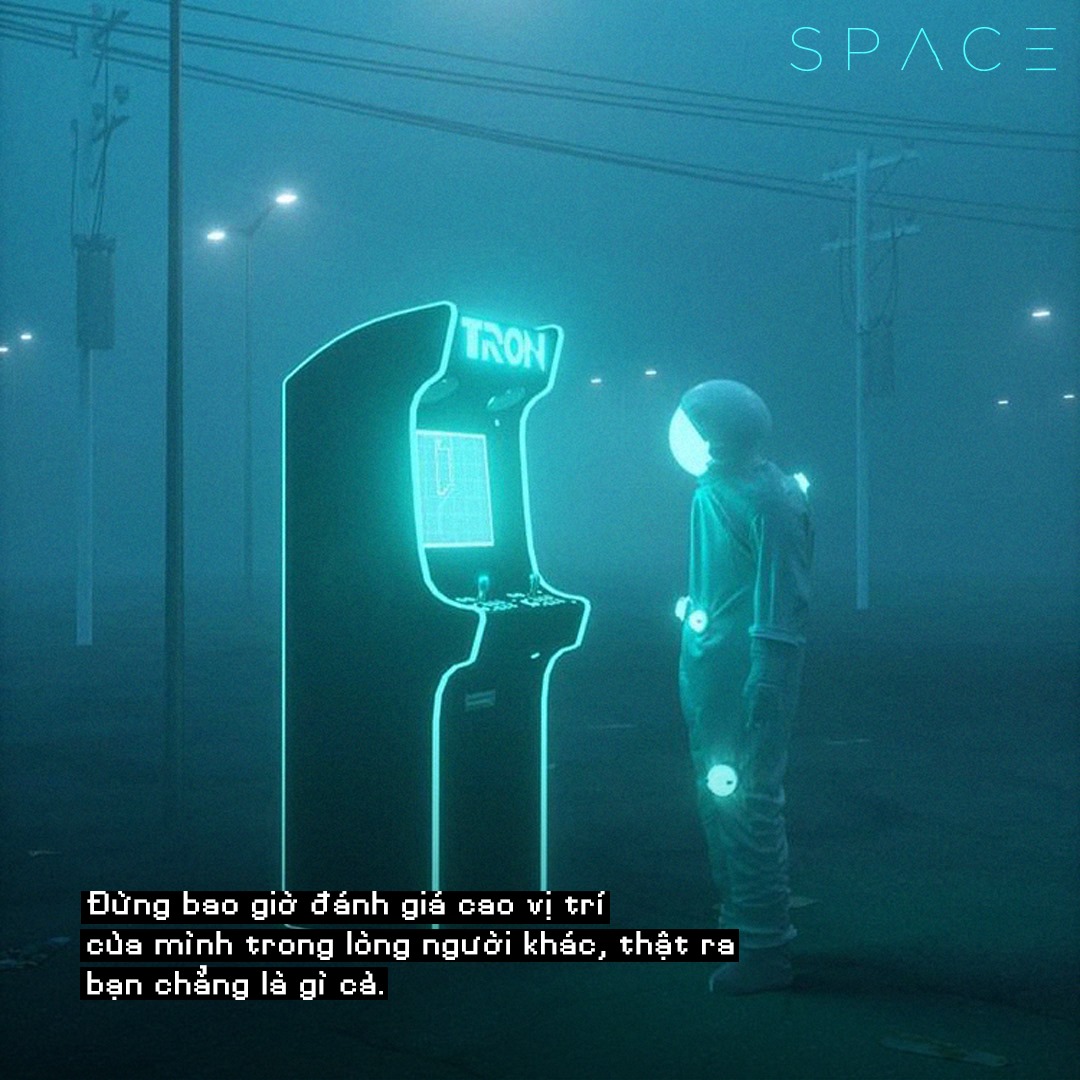 SPACE
TRON
Đừng bao giờ đánh giá cao vị trí
của mình trong lòng người khác, thật ra
bạn chẳng là gì cả.